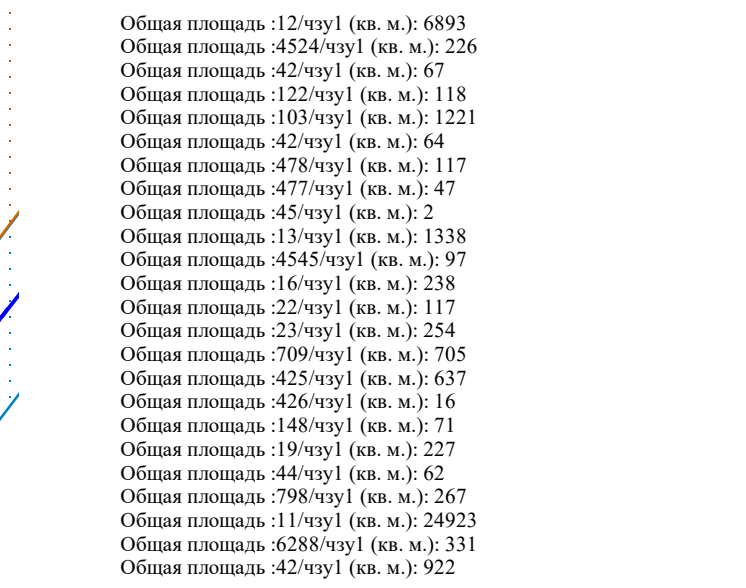 Общая площадь :12/чзу1 (кв. м.): 6893
Общая площадь :4524/чзу1 (кв. м.): 226
Общая площадь :42/чзу1 (кв. м.): 67
Общая площадь :122/чзу1 (кв. м.): 118
Общая площадь :103/чзу1 (кв. м.): 1221
Общая площадь :42/чзу1 (кв. м.): 64
Общая площадь :478/чзу1 (кв. м.): 117
Общая площадь :477/чзу1 (кв. м.): 47
Общая площадь :45/чзу1 (кв. м.): 2
Общая площадь :13/чзу1 (кв. м.): 1338
Общая площадь :4545/чзу1 (кв. м.): 97
Общая площадь :16/чзу1 (кв. м.): 238
Общая площадь :22/чзу1 (кв. м.): 117
Общая площадь :23/чзу1 (кв. м.): 254
Общая площадь :709/чзу1 (кв. м.): 705
Общая площадь :425/чзу1 (кв. м.): 637
Общая площадь :426/чзу1 (кв. м.): 16
Общая площадь :148/чзу1 (кв. м.): 71
Общая площадь :19/чзу1 (кв. м.): 227
Общая площадь :44/чзу1 (кв. м.): 62
Общая площадь :798/чзу1 (кв. м.): 267
Общая площадь :11/чзу1 (кв. м.): 24923
Общая площадь :6288/чзу1 (кв. м.): 331
Общая площадь :42/чзу1 (кв. м.): 922